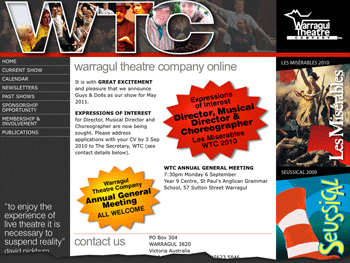 WTC
Warragul
Theatre
COMPANY
HOME
CURRENT SHOW
CALENDAR
NEWSLETTERS
PAST SHOWS
SPONSORSHIP
OPPORTUNITY
MEMBERSHIP &
INVOLVEMENT
PUBLICATIONS
"to enjoy the
experience of
live theatre it is
necessary to
suspend reality"
warragul theatre company online
It is with GREAT EXCITEMENT
and pleasure that we announce
Guys & Dolls as our show for May
2011.
EXPRESSIONS OF INTEREST
for Director, Musical Director
and Choreographer are now being
sought. Please address
applications with your CV by 3 Sep
2010 to The Secretary, WTC (see
contact details below).
Expressions
of Interest
Director, Musical
Director &
Choreographer
Les Miserables
WTC 2010
WTC ANNUAL GENERAL MEETING
7:30pm Monday 6 September
Year 9 Centre, St Paul's Anglican Grammar
School, 57 Sutton Street Warragul
Warragul
Theatre Company
Annual General
Meeting
ALL WELCOME
contact us
PO Box 304
WARRAGUL 3820
Victoria Australia
LES MISÉRABLES 2010
Les Misérables
SEUSSICAL 2009
Seussical